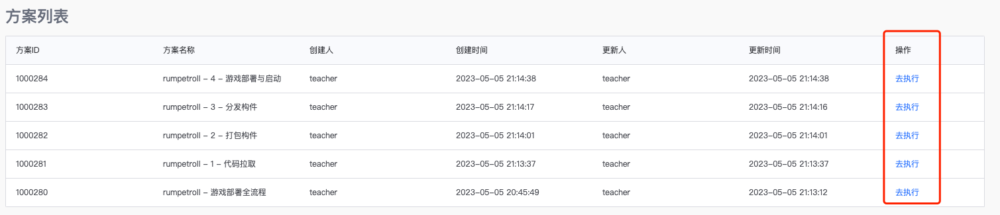 方案列表
方案ID 方案名称 创建人 创建时间 更新人 更新时间 操作
1000284 rumpetroll - 4 - 游戏部署与启动 teacher 2023-05-05 21:14:38 teacher 2023-05-05 21:14:38 去执行
1000283 rumpetroll - 3 - 分发构件 teacher 2023-05-05 21:14:17 teacher 2023-05-05 21:14:16 去执行
1000282 rumpetroll - 2 - 打包构件 teacher 2023-05-05 21:14:01 teacher 2023-05-05 21:14:01 去执行
1000281 rumpetroll - 1 - 代码拉取 teacher 2023-05-05 21:13:37 teacher 2023-05-05 21:13:37 去执行
1000280 rumpetroll - 游戏部署全流程 teacher 2023-05-05 20:45:49 teacher 2023-05-05 21:13:12 去执行